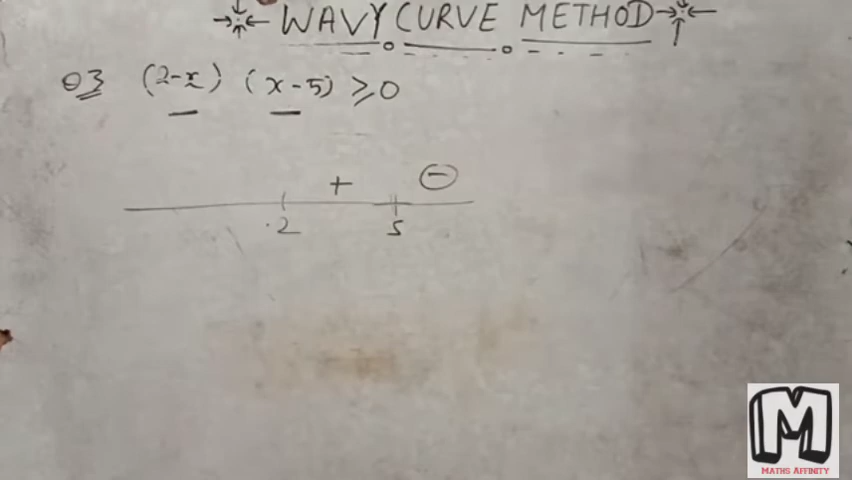 WAVY CURVE METHOD
Q3 (2-x) (x-5) ≥ 0
+ -
2 5
M
MATHS AFFINITY